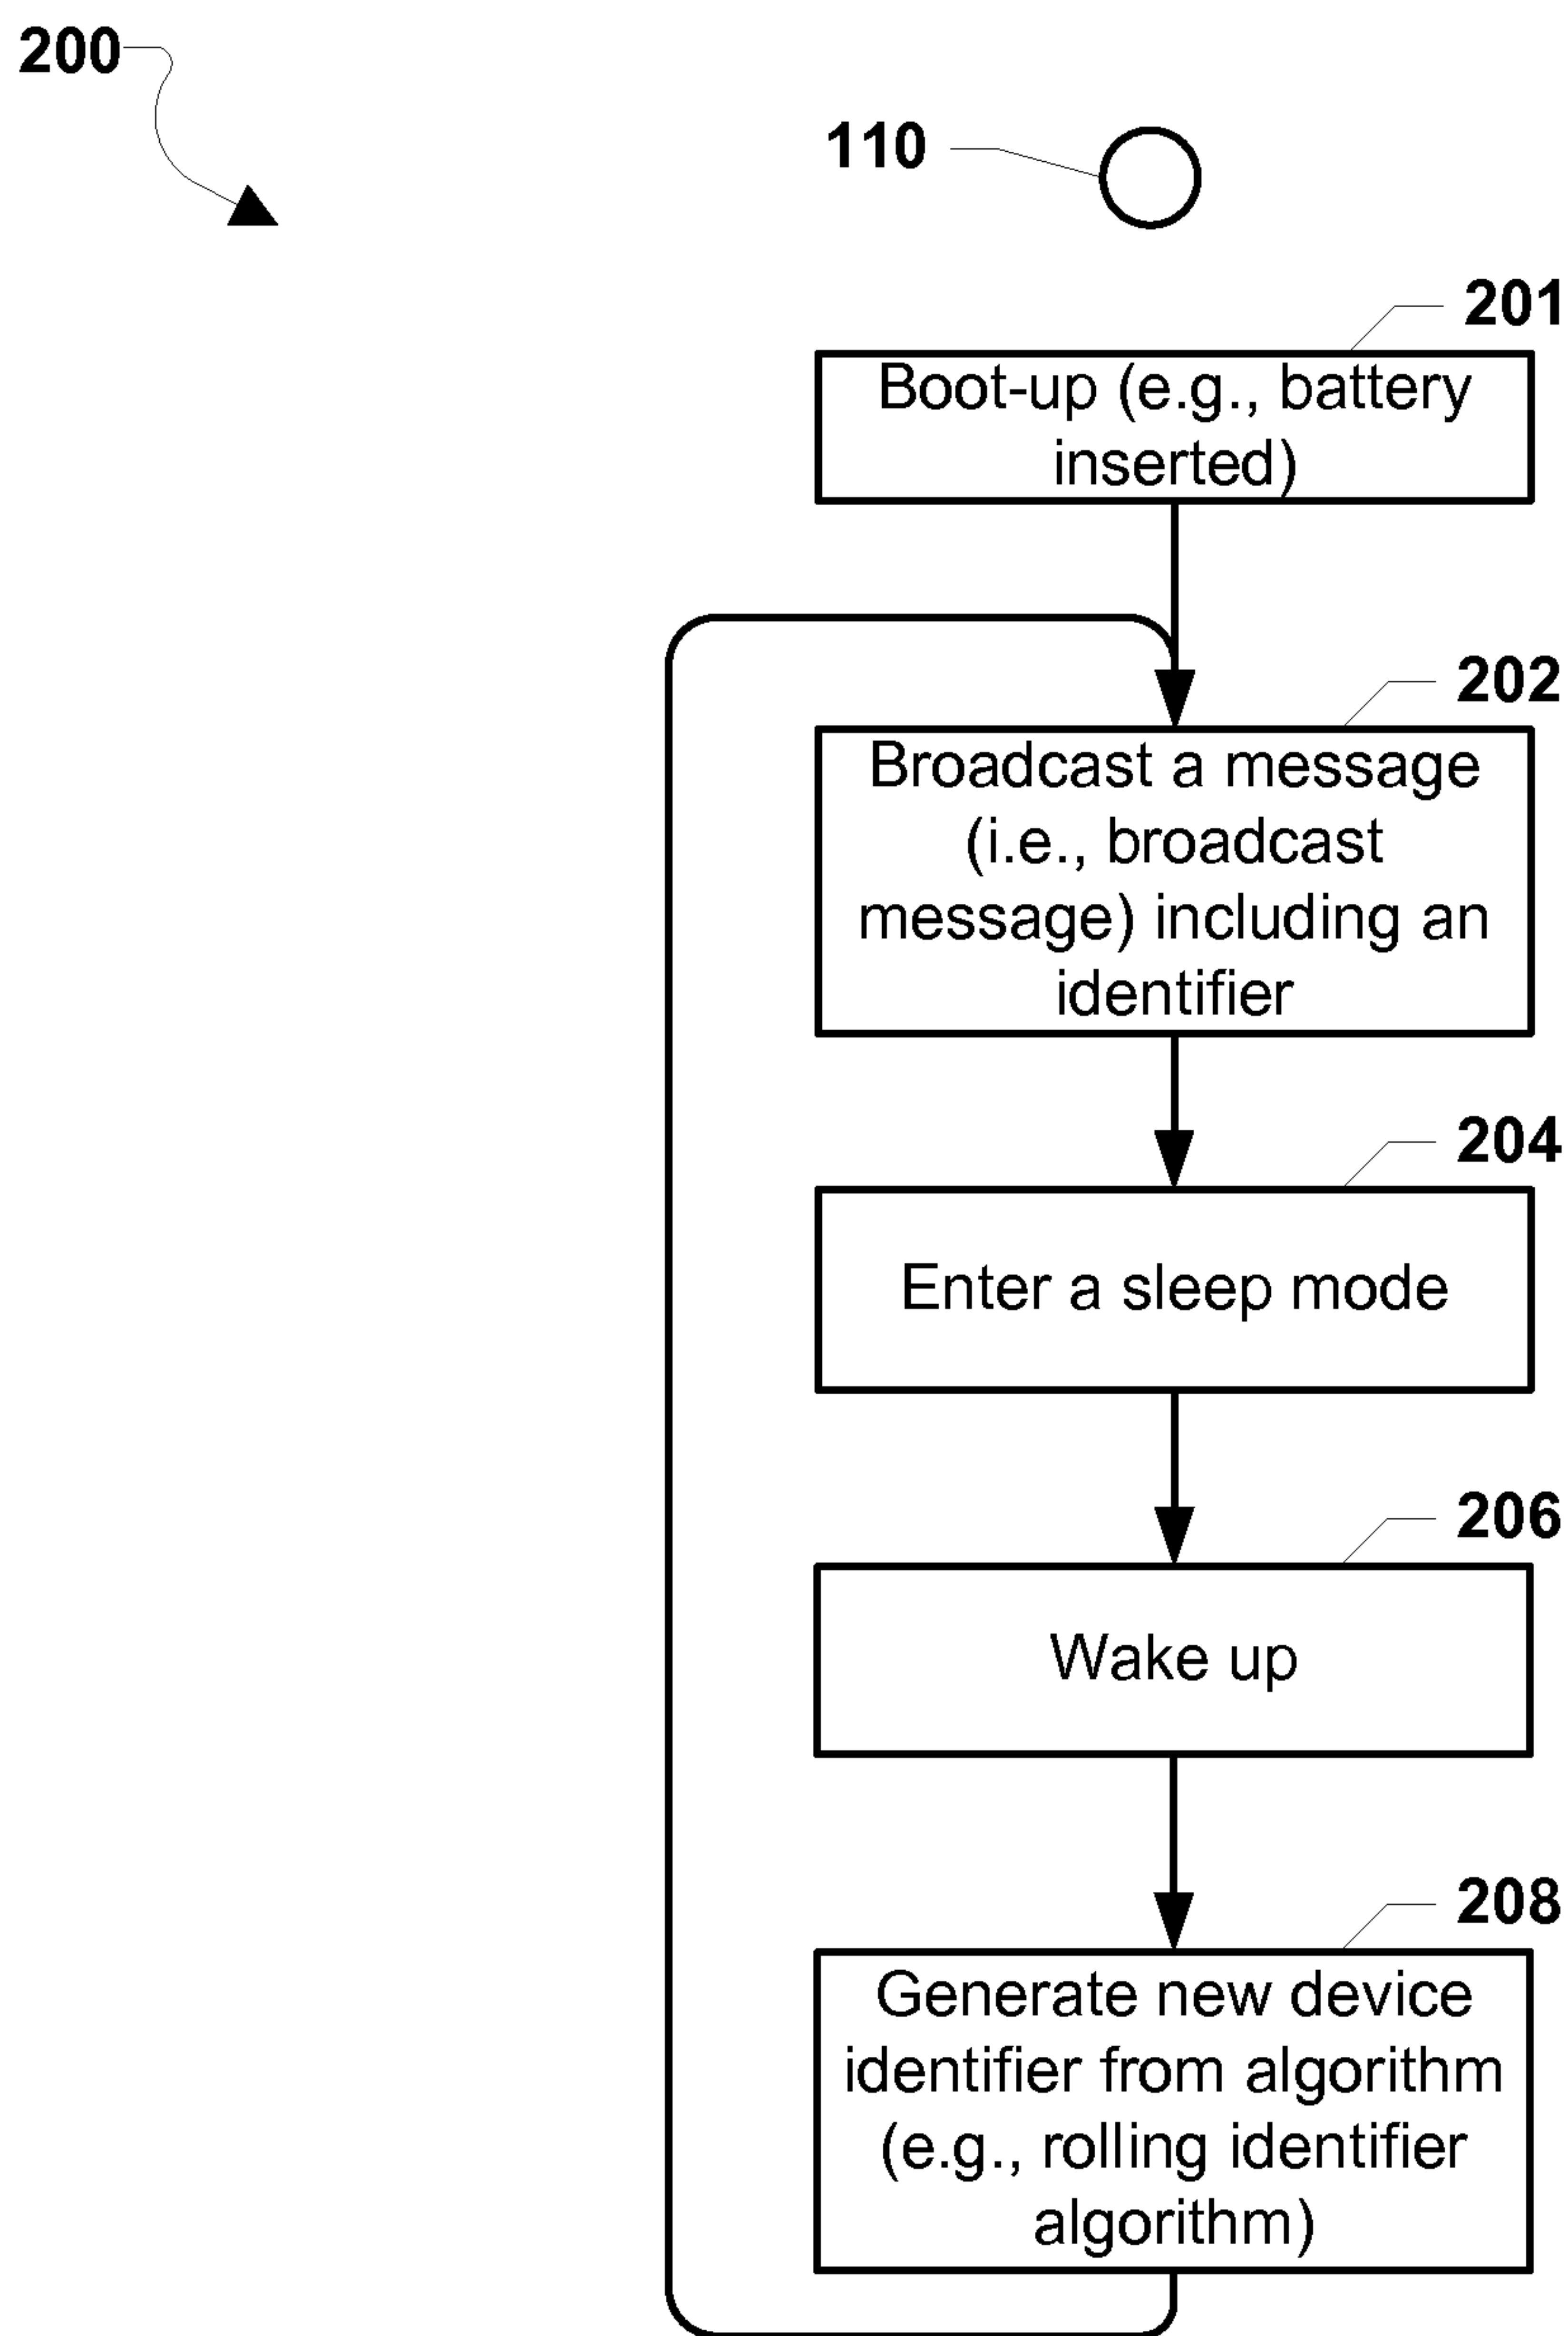 200
110
201
Boot-up (e.g., battery
inserted)
202
Broadcast a message
(i.e., broadcast
message) including an
identifier
204
Enter a sleep mode
206
Wake up
208
Generate new device
identifier from algorithm
(e.g., rolling identifier
algorithm)